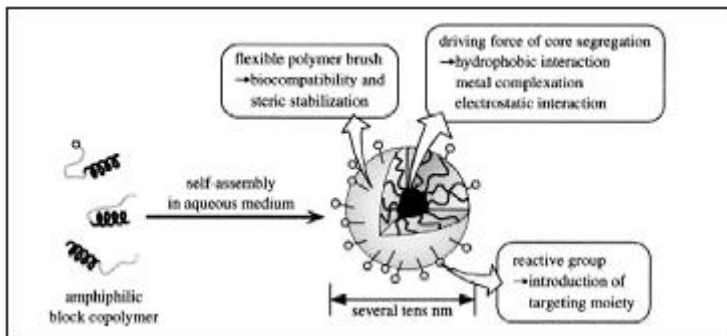 flexible polymer brush
→biocompatibility and
steric stabilization
driving force of core segregation
→hydrophobic interaction
metal complexation
electrostatic interaction
self-assembly
in aqueous medium
amphiphilic
block copolymer
several tens nm
reactive group
→introduction of
targeting moiety